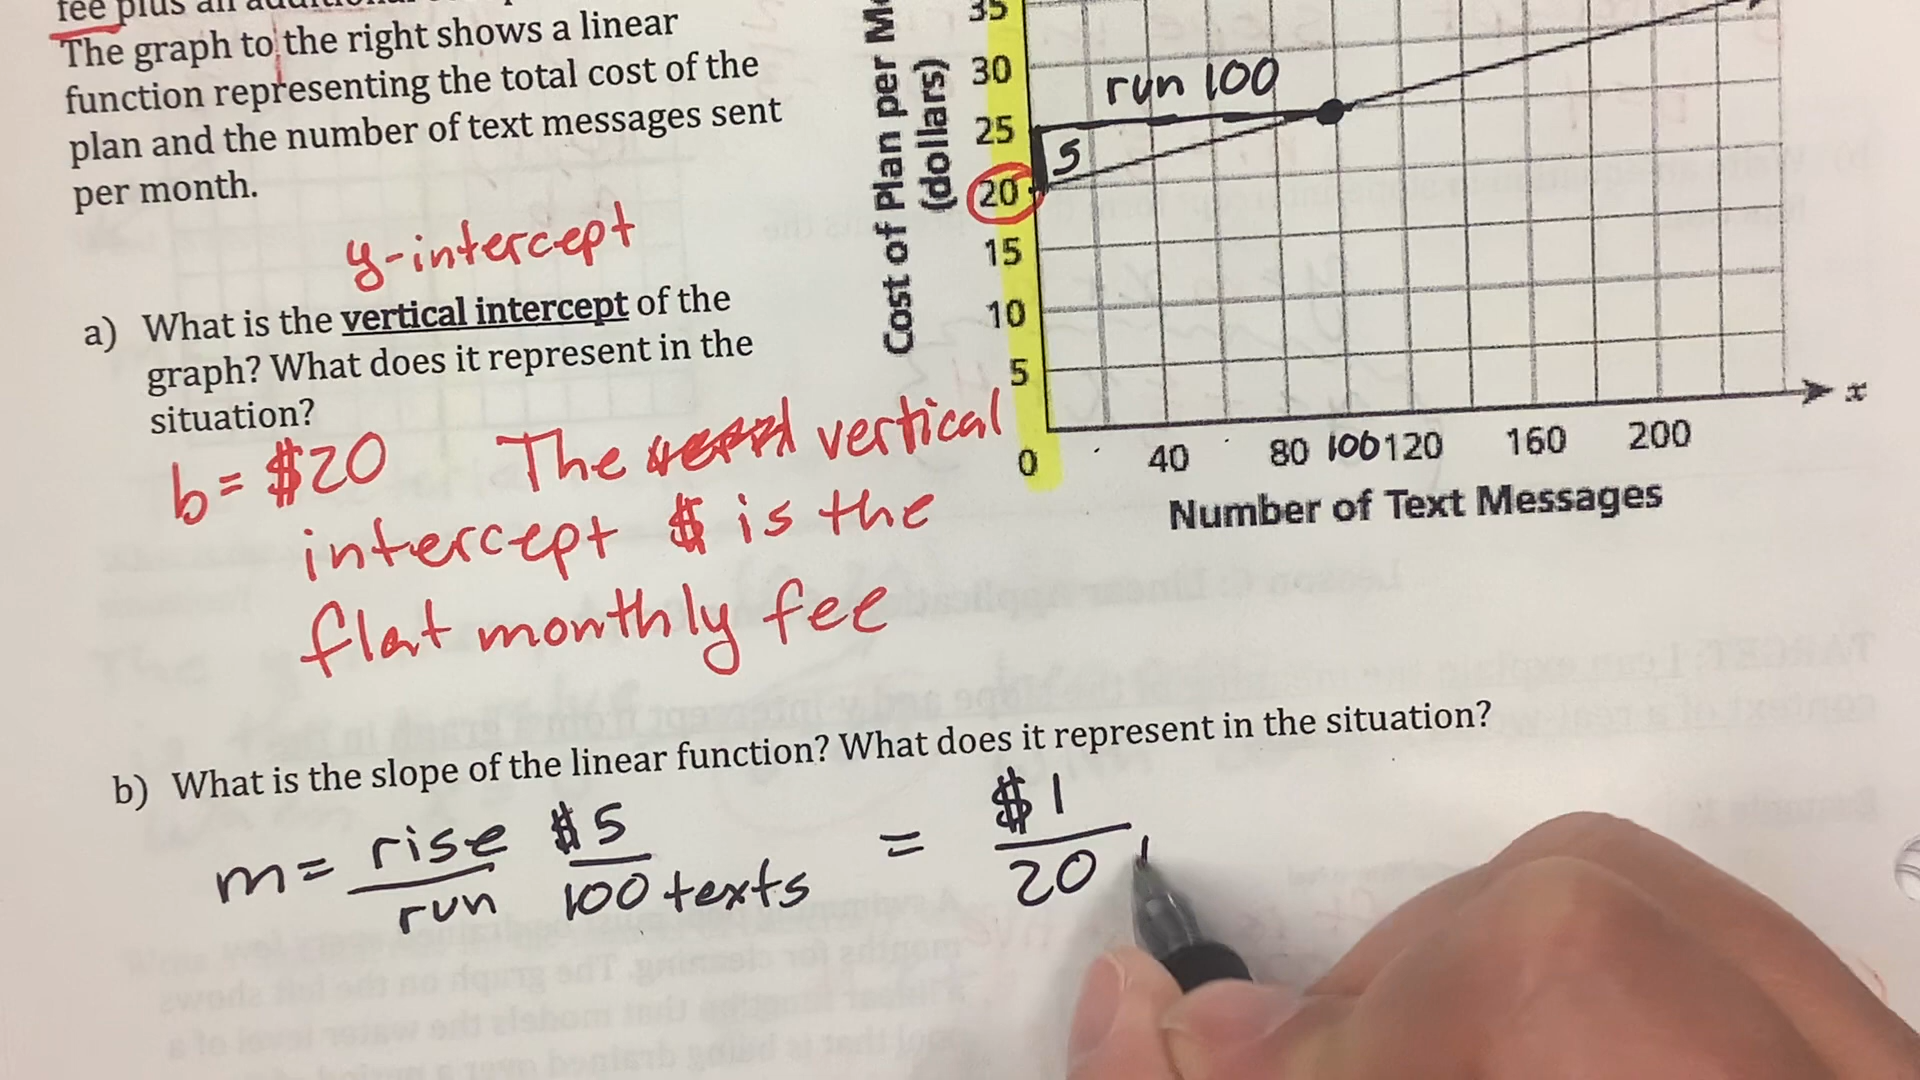 fee plus an
The graph to the right shows a linear
function representing the total cost of the
plan and the number of text messages sent
per month.
y-intercept
a) What is the vertical intercept of the
graph? What does it represent in the
situation?
b = $20 The vertical
intercept $ is the
flat monthly fee
Cost of Plan per
(dollars)
35
30
25
20
15
10
5
0
run 100
5
40 80 100 120 160 200
x
Number of Text Messages
b) What is the slope of the linear function? What does it represent in the situation?
m = rise $5 = $1
run 100 texts 20